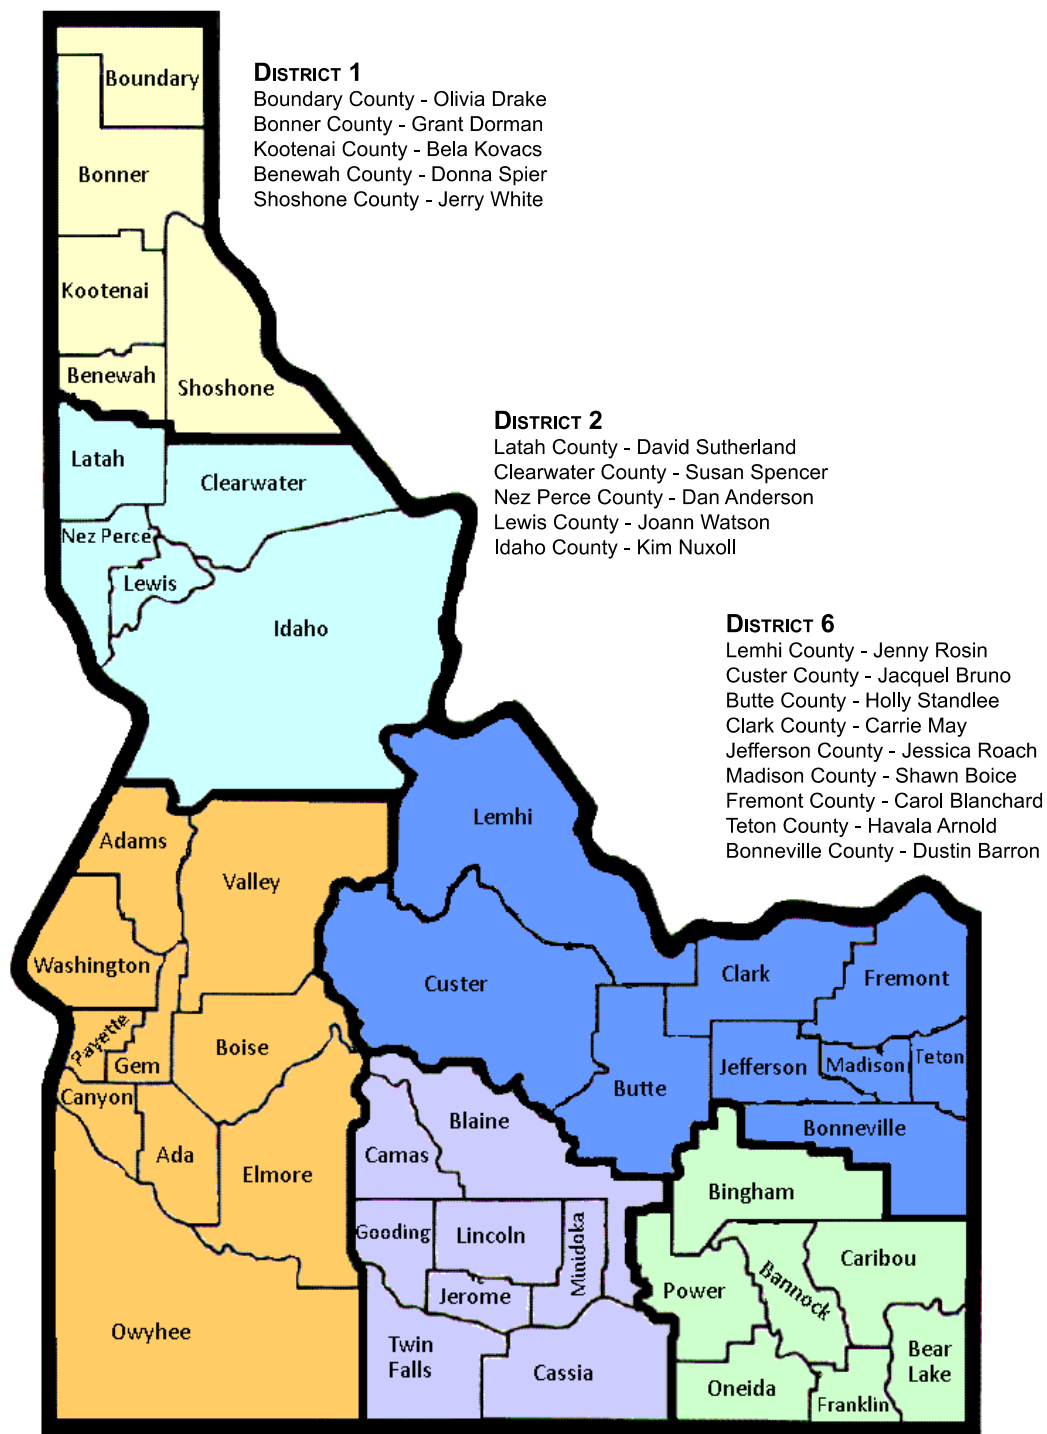 Boundary
DISTRICT 1
Boundary County - Olivia Drake
Bonner County - Grant Dorman
Kootenai County - Bela Kovacs
Benewah County - Donna Spier
Shoshone County - Jerry White
Bonner
Kootenai
Benewah
Shoshone
DISTRICT 2
Latah County - David Sutherland
Clearwater County - Susan Spencer
Nez Perce County - Dan Anderson
Lewis County - Joann Watson
Idaho County - Kim Nuxoll
Latah
Clearwater
Nez Perce
Lewis
Idaho
DISTRICT 6
Lemhi County - Jenny Rosin
Custer County - Jacquel Bruno
Butte County - Holly Standlee
Clark County - Carrie May
Jefferson County - Jessica Roach
Madison County - Shawn Boice
Fremont County - Carol Blanchard
Teton County - Havala Arnold
Bonneville County - Dustin Barron
Lemhi
Adams
Valley
Washington
Custer
Clark
Fremont
Payette
Gem
Boise
Butte
Jefferson
Madison
Teton
Canyon
Ada
Elmore
Blaine
Camas
Bonneville
Bingham
Gooding
Lincoln
Minidoka
Jerome
Power
Bannock
Caribou
Owyhee
Twin
Falls
Cassia
Oneida
Franklin
Bear
Lake